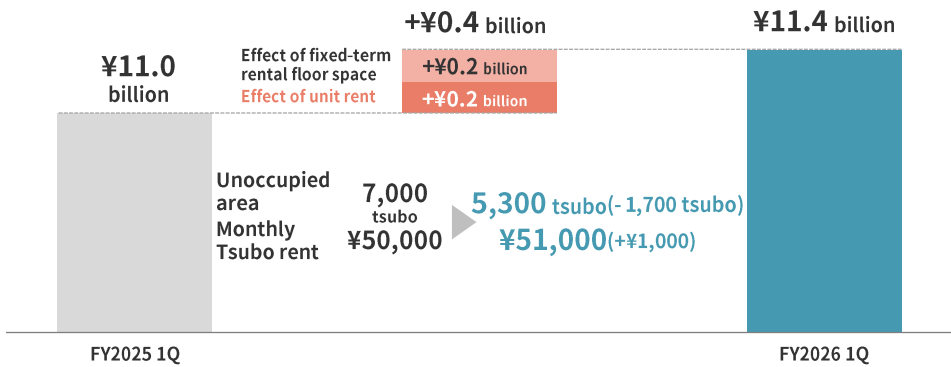 +¥0.4 billion
¥11.4 billion
¥11.0
billion
Effect of fixed-term
rental floor space
+¥0.2 billion
Effect of unit rent
+¥0.2 billion
Unoccupied
area
7,000
tsubo
5,300 tsubo(- 1,700 tsubo)
Monthly
Tsubo rent
¥50,000
¥51,000(+¥1,000)
FY2025 1Q
FY2026 1Q